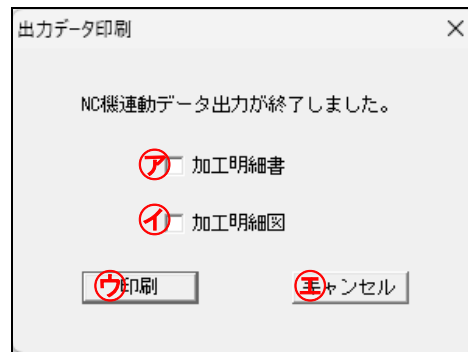 出力データ印刷 ×
NC機連動データ出力が終了しました。
ア 加工明細書
イ 加工明細図
ウ 印刷 エ ャンセル